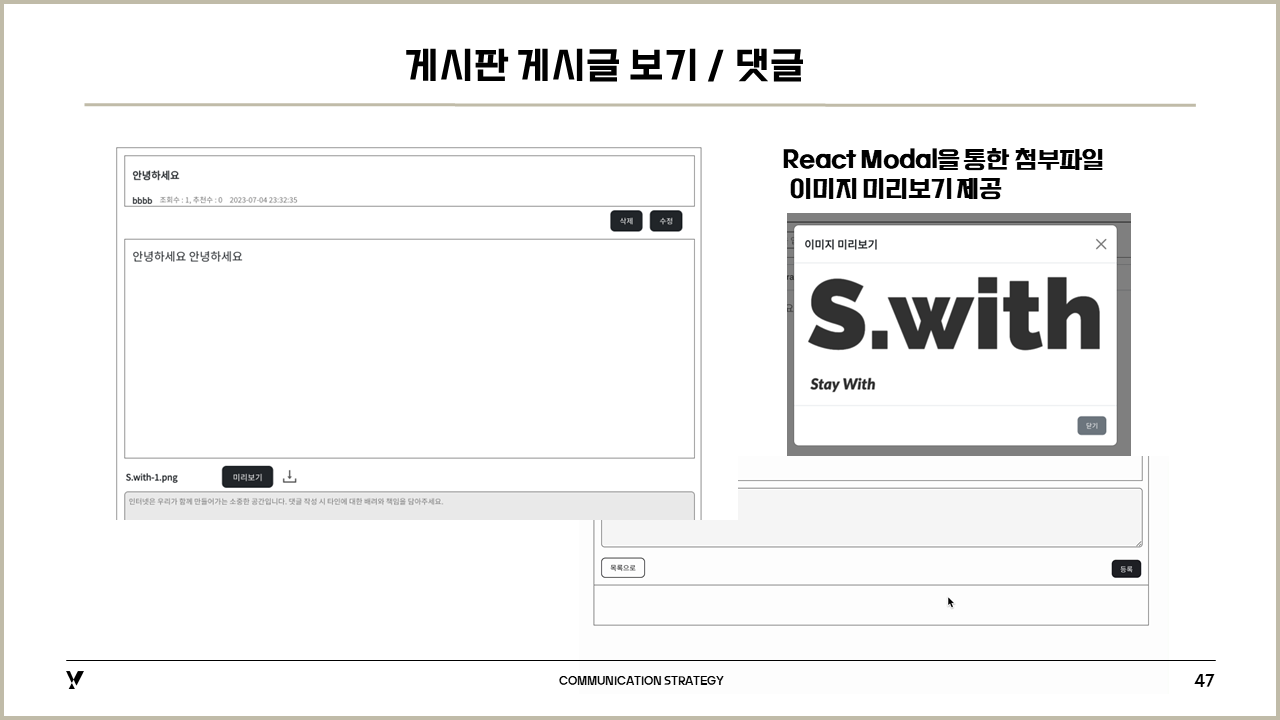 게시판 게시글 보기 / 댓글
안녕하세요
bbbb 조회수 : 1, 추천수 : 0 2023-07-04 23:32:35
삭제 수정
안녕하세요 안녕하세요
S.with-1.png 미리보기
인터넷은 우리가 함께 만들어가는 소중한 공간입니다. 댓글 작성 시 타인에 대한 배려와 책임을 담아주세요.
React Modal을 통한 첨부파일
이미지 미리보기 제공
이미지 미리보기
S.with
Stay With
닫기
목록으로 등록
COMMUNICATION STRATEGY
47